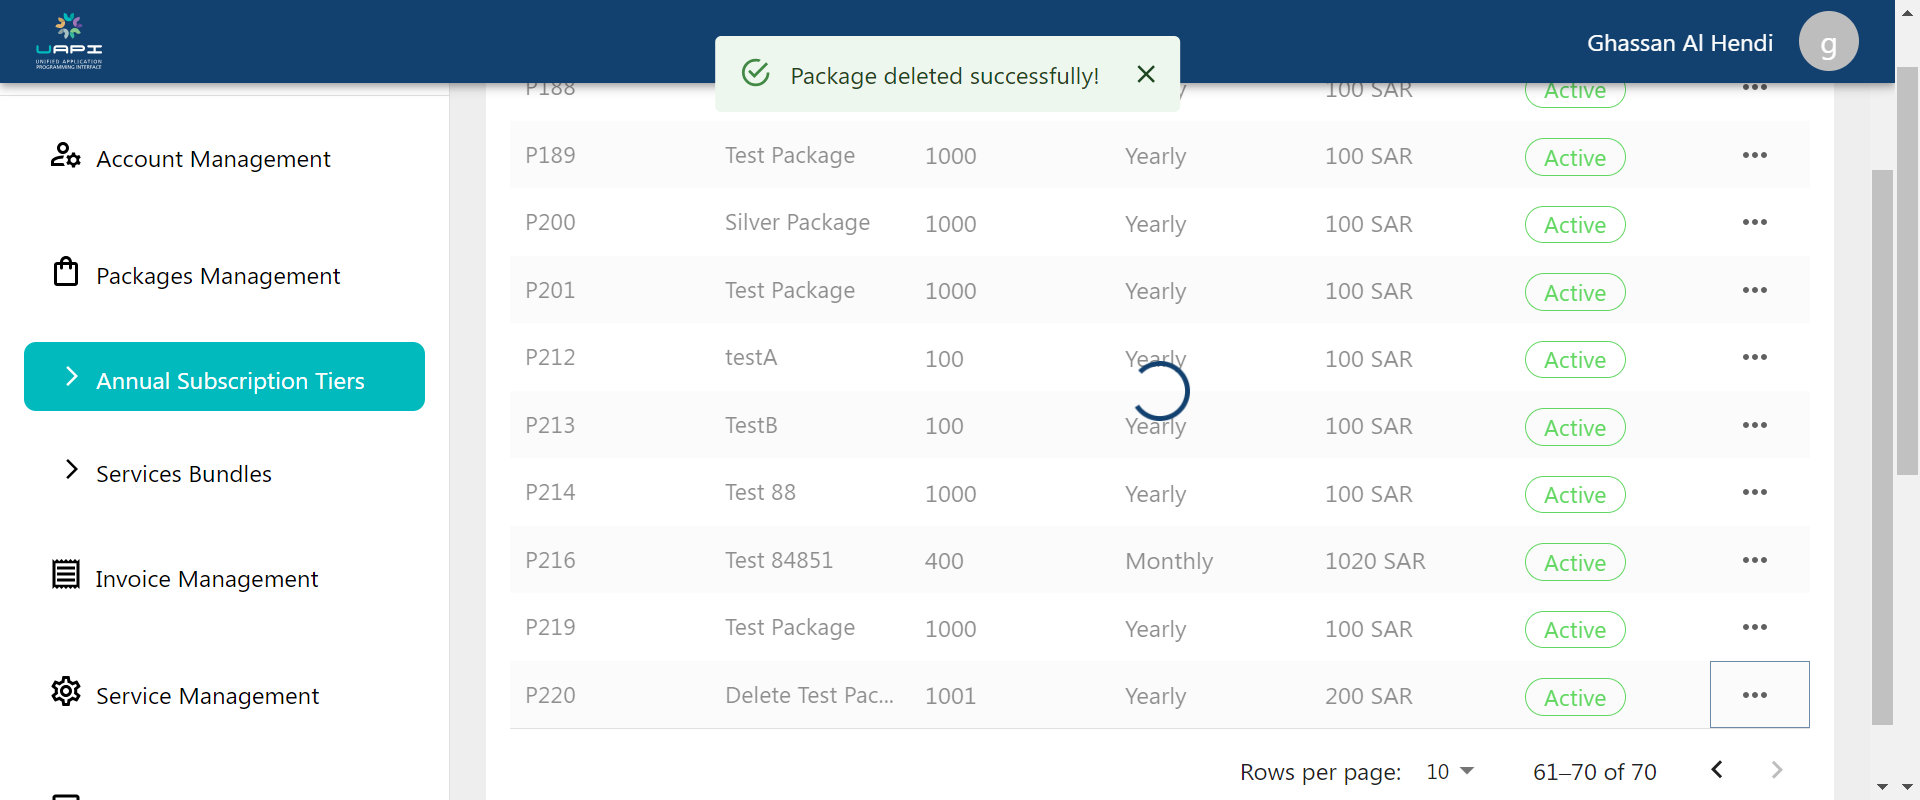 UAPI
UNIFIED APPLICATION
PROGRAMMING INTERFACE
Package deleted successfully!
Ghassan Al Hendi
g
Account Management
Packages Management
Annual Subscription Tiers
Services Bundles
Invoice Management
Service Management
P188 100 SAR Active
P189 Test Package 1000 Yearly 100 SAR Active
P200 Silver Package 1000 Yearly 100 SAR Active
P201 Test Package 1000 Yearly 100 SAR Active
P212 testA 100 Yearly 100 SAR Active
P213 TestB 100 Yearly 100 SAR Active
P214 Test 88 1000 Yearly 100 SAR Active
P216 Test 84851 400 Monthly 1020 SAR Active
P219 Test Package 1000 Yearly 100 SAR Active
P220 Delete Test Pac... 1001 Yearly 200 SAR Active
Rows per page: 10 61–70 of 70